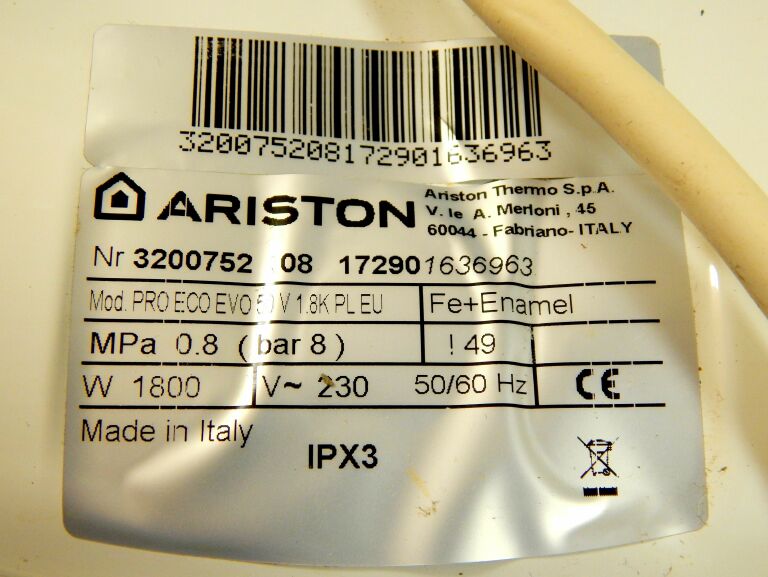 320075208172901636963
ARISTON
Ariston Thermo S.p.A.
V. le A. Merloni , 45
60044 - Fabriano- ITALY
Nr 3200752 08 172901636963
Mod. PRO ECO EVO 50 V 1.8K PL EU Fe+Enamel
MPa 0.8 ( bar 8 ) ! 49
W 1800 V~ 230 50/60 Hz CE
Made in Italy
IPX3